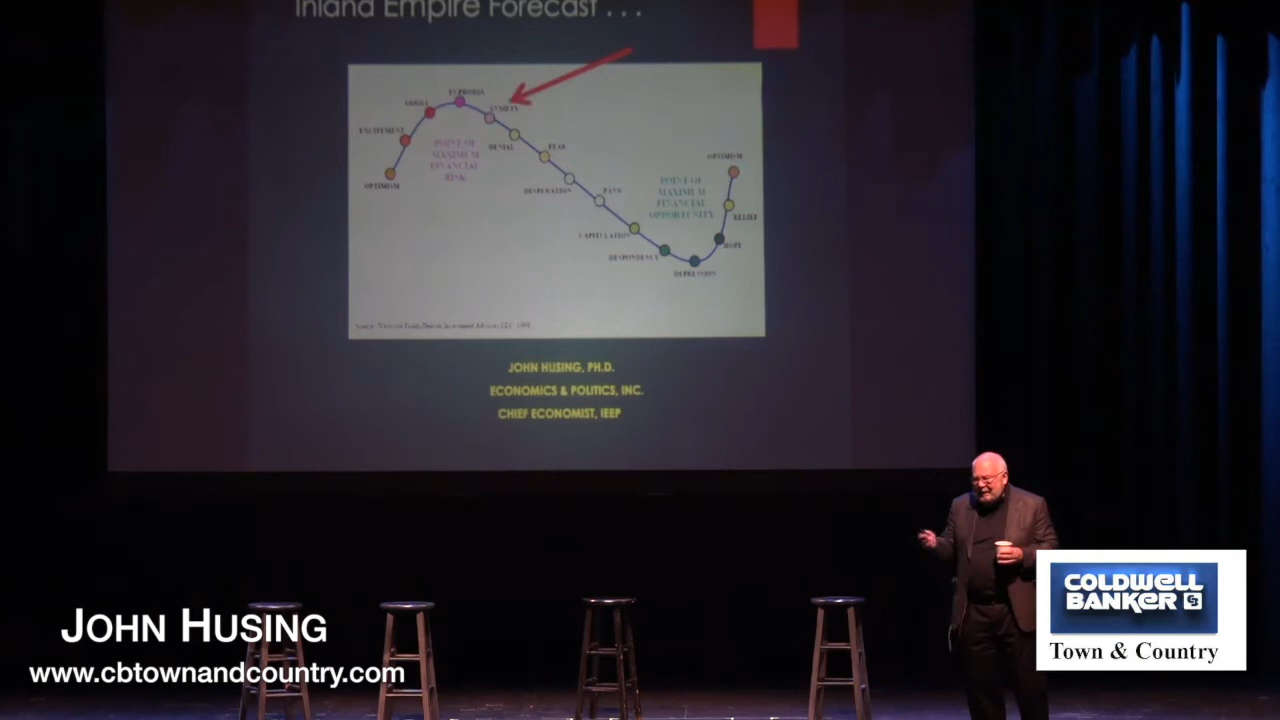 Inland Empire Forecast . . .
EUPHORIA
ANXIETY
EXCITEMENT
DENIAL
FEAR
POINT OF
MAXIMUM
FINANCIAL
RISK
OPTIMISM
OPTIMISM
DESPERATION
PANIC
POINT OF
MAXIMUM
FINANCIAL
OPPORTUNITY
RELIEF
CAPITULATION
HOPE
DESPONDENCY
DEPRESSION
JOHN HUSING, PH.D.
ECONOMICS & POLITICS, INC.
CHIEF ECONOMIST, IEEP
JOHN HUSING
www.cbtownandcountry.com
COLDWELL
BANKER CB
Town & Country